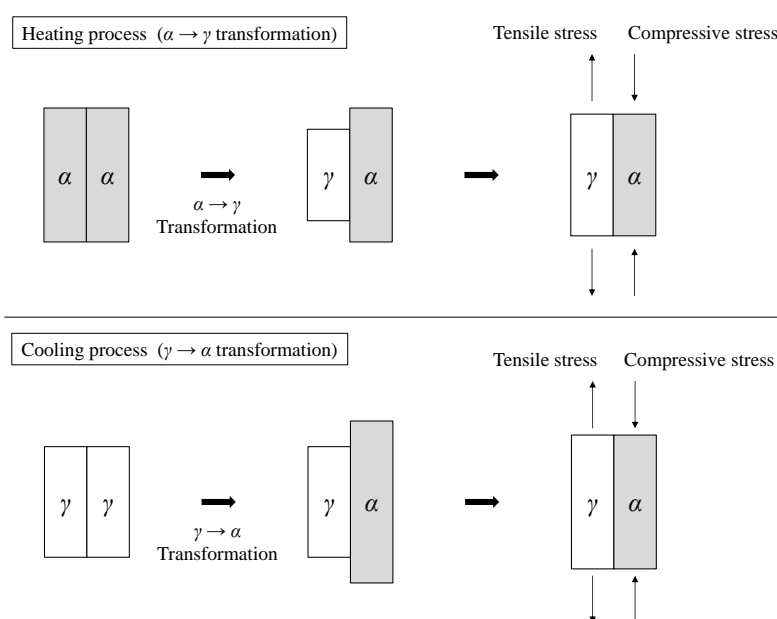 Heating process (α → γ transformation)
Tensile stress Compressive stress
α α
γ α
γ α
α → γ
Transformation
Cooling process (γ → α transformation)
Tensile stress Compressive stress
γ γ
γ α
γ α
γ → α
Transformation